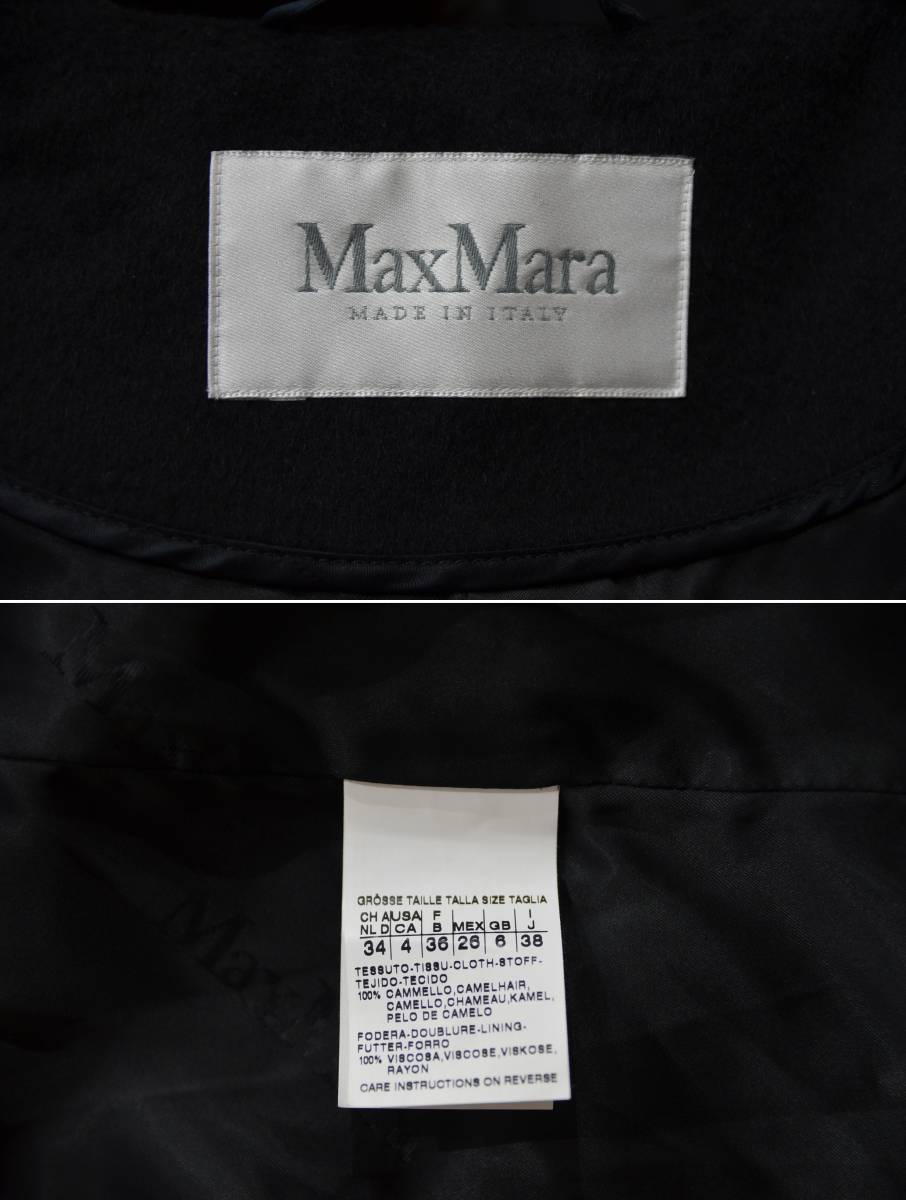 MaxMara
MADE IN ITALY
Max
GRÖSSE TAILLE TALLA SIZE TAGLIA
CH A USA F I
NL D CA B MEX GB J
34 4 36 26 6 38
TESSUTO-TISSU-CLOTH-STOFF-
TEJIDO-TECIDO
100% CAMMELLO,CAMELHAIR,
CAMELLO,CHAMEAU,KAMEL,
PELO DE CAMELO
FODERA-DOUBLURE-LINING-
FUTTER-FORRO
100% VISCOSA,VISCOSE,VISKOSE,
RAYON
CARE INSTRUCTIONS ON REVERSE